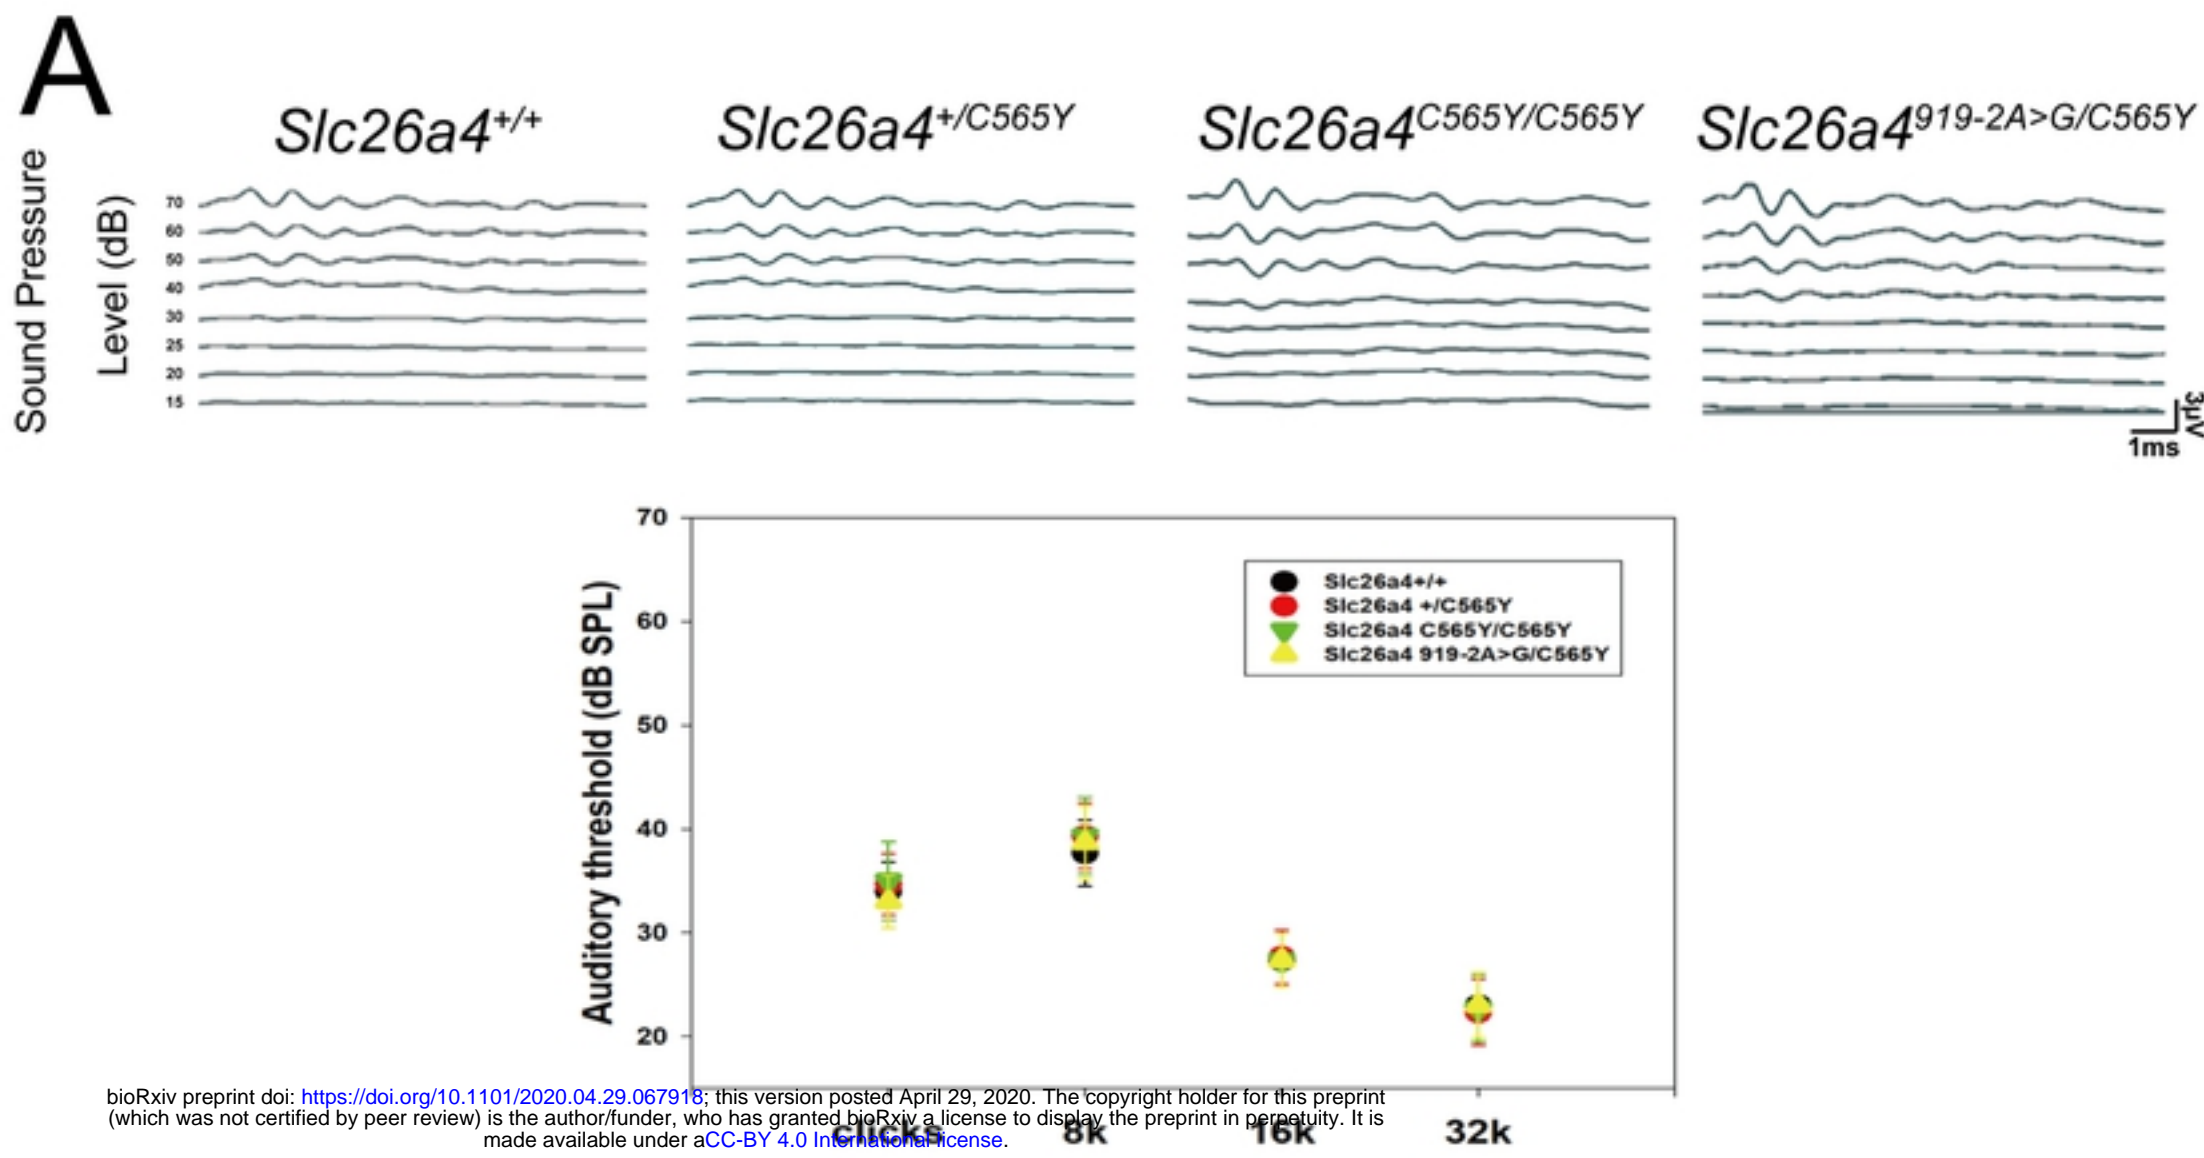 A
Slc26a4+/+
Slc26a4+/C565Y
Slc26a4C565Y/C565Y
Slc26a4919-2A>G/C565Y
Sound Pressure
Level (dB)
70
60
50
40
30
25
20
15
3μV
1ms
Auditory threshold (dB SPL)
70
60
50
40
30
20
Slc26a4+/+
Slc26a4 +/C565Y
Slc26a4 C565Y/C565Y
Slc26a4 919-2A>G/C565Y
clicks
8k
16k
32k
bioRxiv preprint doi: https://doi.org/10.1101/2020.04.29.067918; this version posted April 29, 2020. The copyright holder for this preprint
(which was not certified by peer review) is the author/funder, who has granted bioRxiv a license to display the preprint in perpetuity. It is
made available under aCC-BY 4.0 International license.